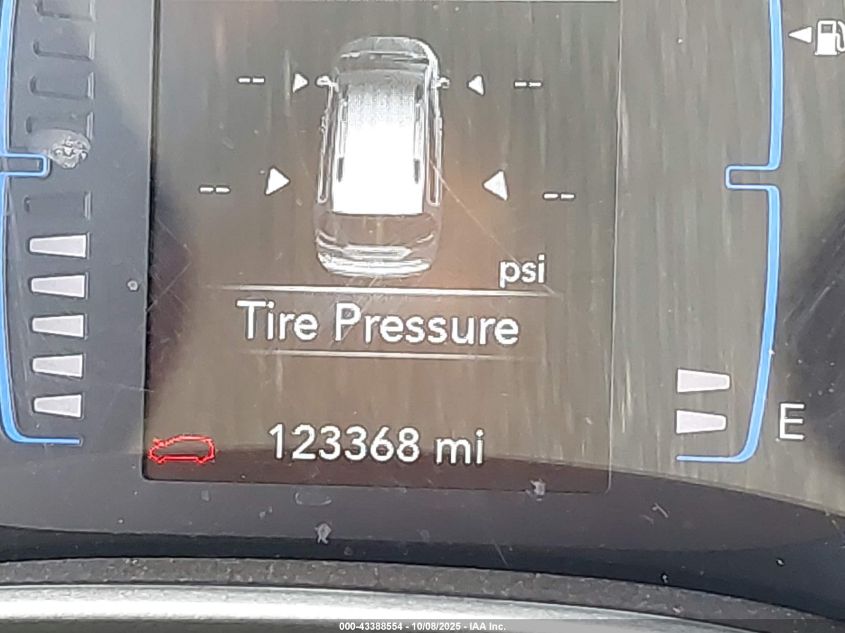 -- --
-- --
psi
Tire Pressure
123368 mi
E
000-43388554 - 10/08/2025 - IAA Inc.